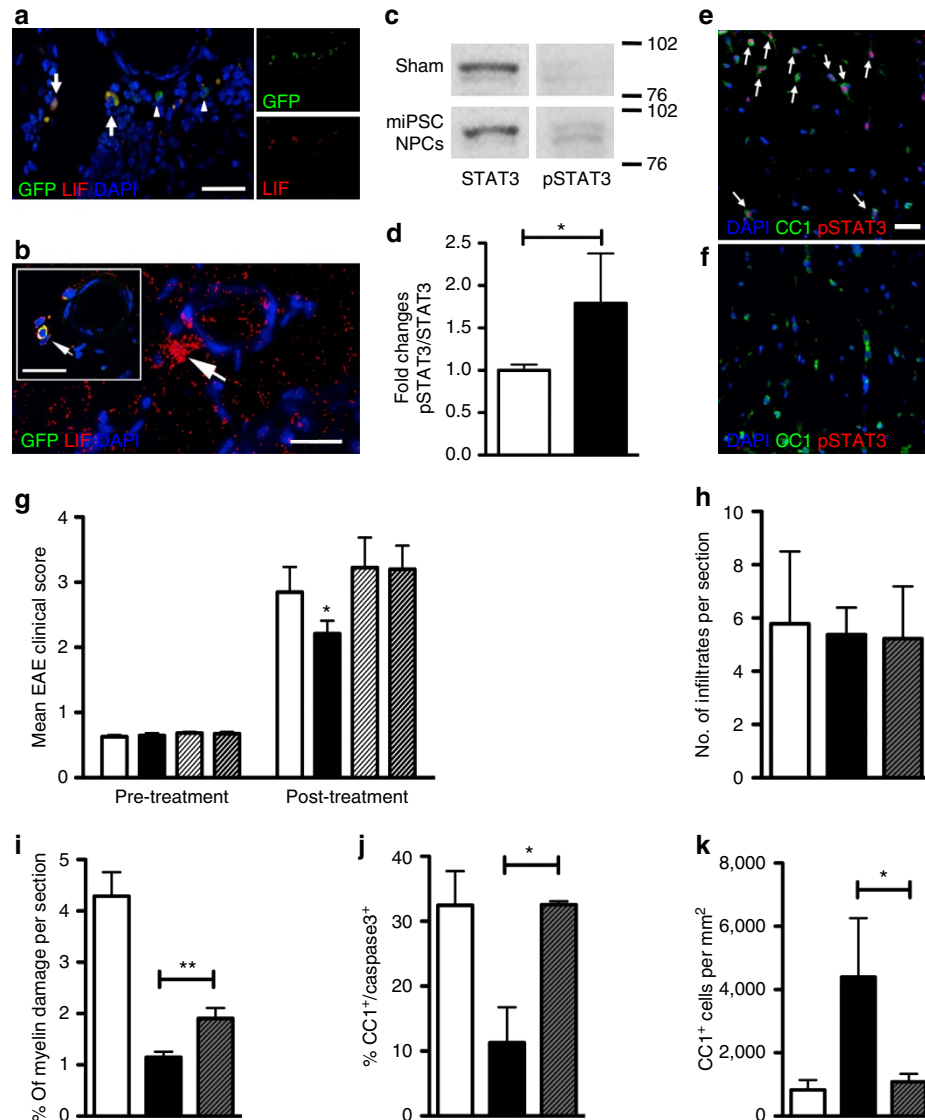 a
GFP LIF DAPI
GFP
LIF
b
GFP LIF DAPI
c
Sham
102
76
miPSC
NPCs
102
76
STAT3 pSTAT3
d
*
Fold changes
pSTAT3/STAT3
2.5
2.0
1.5
1.0
0.5
0.0
e
DAPI CC1 pSTAT3
f
DAPI CC1 pSTAT3
g
Mean EAE clinical score
4
3
2
1
0
*
Pre-treatment Post-treatment
h
No. of infiltrates per section
10
8
6
4
2
0
i
% Of myelin damage per section
5
4
3
2
1
0
**
j
% CC1+/caspase3+
40
30
20
10
0
*
k
CC1+ cells per mm2
8,000
6,000
4,000
2,000
0
*